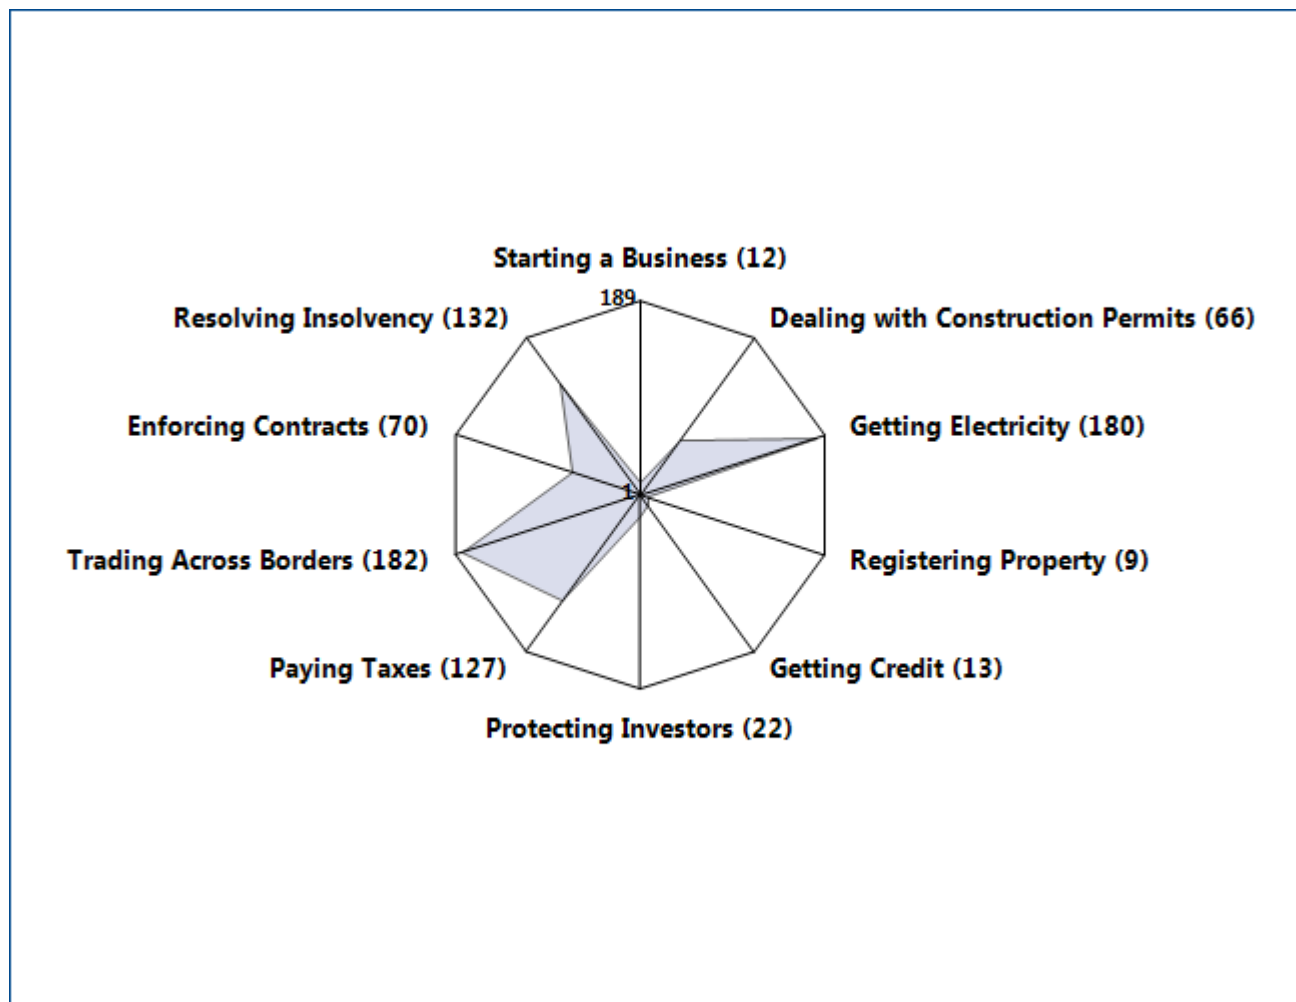 Starting a Business (12)
189
Resolving Insolvency (132)
Dealing with Construction Permits (66)
Enforcing Contracts (70)
Getting Electricity (180)
1
Trading Across Borders (182)
Registering Property (9)
Paying Taxes (127)
Getting Credit (13)
Protecting Investors (22)